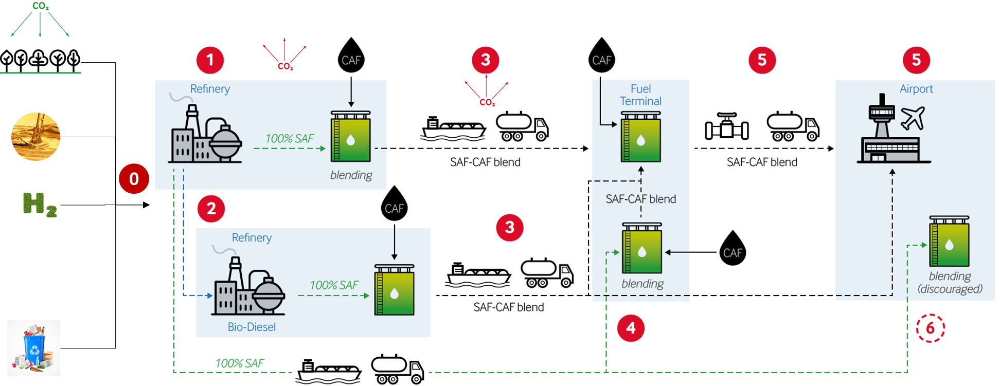 CO₂
1
CO₂
CAF
3
CO₂
CAF
5
5
Refinery
Fuel
Terminal
Airport
100% SAF
blending
SAF-CAF blend
SAF-CAF blend
0
H₂
2
CAF
SAF-CAF blend
3
Refinery
CAF
100% SAF
blending
blending
(discouraged)
SAF-CAF blend
Bio-Diesel
4
6
100% SAF